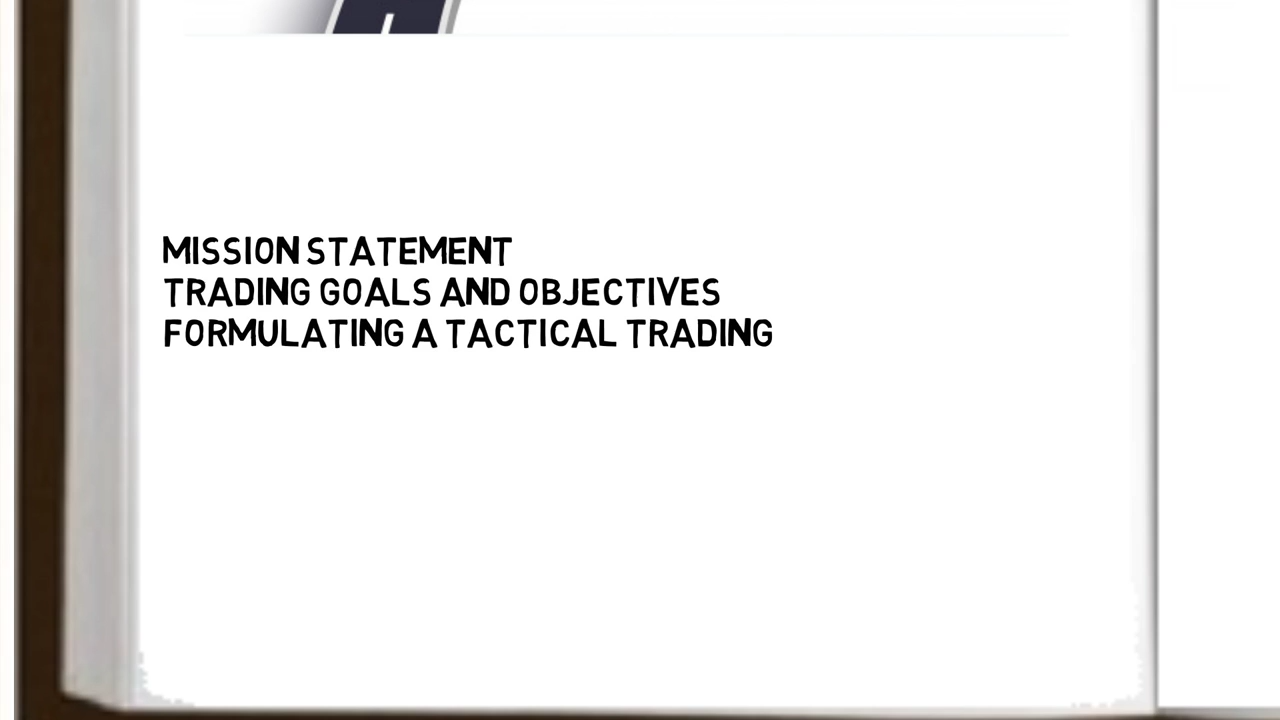 MISSION STATEMENT
TRADING GOALS AND OBJECTIVES
FORMULATING A TACTICAL TRADING